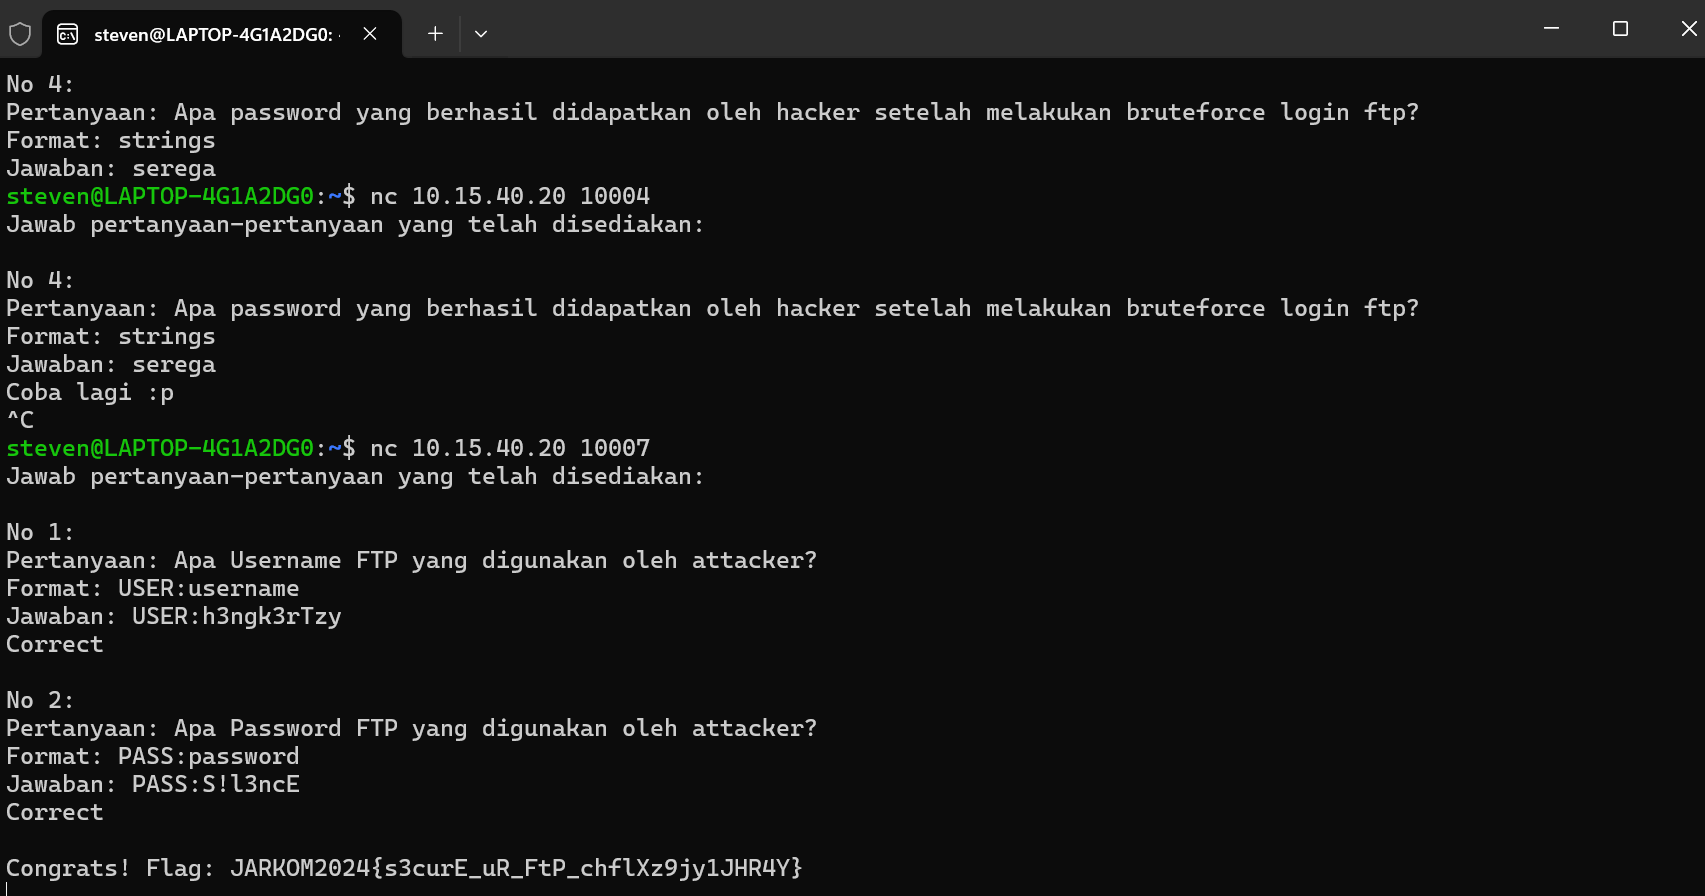 steven@LAPTOP-4G1A2DG0: ·
No 4:
Pertanyaan: Apa password yang berhasil didapatkan oleh hacker setelah melakukan bruteforce login ftp?
Format: strings
Jawaban: serega
steven@LAPTOP-4G1A2DG0:~$ nc 10.15.40.20 10004
Jawab pertanyaan-pertanyaan yang telah disediakan:
No 4:
Pertanyaan: Apa password yang berhasil didapatkan oleh hacker setelah melakukan bruteforce login ftp?
Format: strings
Jawaban: serega
Coba lagi :p
^C
steven@LAPTOP-4G1A2DG0:~$ nc 10.15.40.20 10007
Jawab pertanyaan-pertanyaan yang telah disediakan:
No 1:
Pertanyaan: Apa Username FTP yang digunakan oleh attacker?
Format: USER:username
Jawaban: USER:h3ngk3rTzy
Correct
No 2:
Pertanyaan: Apa Password FTP yang digunakan oleh attacker?
Format: PASS:password
Jawaban: PASS:S!l3ncE
Correct
Congrats! Flag: JARKOM2024{s3curE_uR_FtP_chflXz9jy1JHR4Y}